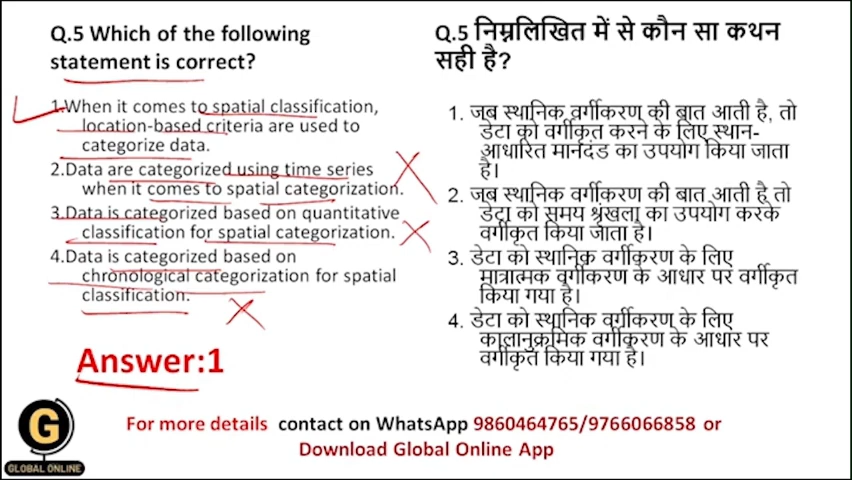 Q.5 Which of the following
statement is correct?
1.When it comes to spatial classification,
location-based criteria are used to
categorize data.
2.Data are categorized using time series
when it comes to spatial categorization.
3.Data is categorized based on quantitative
classification for spatial categorization.
4.Data is categorized based on
chronological categorization for spatial
classification.
Answer:1
Q.5 निम्नलिखित में से कौन सा कथन
सही है?
1. जब स्थानिक वर्गीकरण की बात आती है, तो
डेटा को वर्गीकृत करने के लिए स्थान-
आधारित मानदंड का उपयोग किया जाता
है।
2. जब स्थानिक वर्गीकरण की बात आती है तो
डेटा को समय श्रृंखला का उपयोग करके
वर्गीकृत किया जाता है।
3. डेटा को स्थानिक वर्गीकरण के लिए
मात्रात्मक वर्गीकरण के आधार पर वर्गीकृत
किया गया है।
4. डेटा को स्थानिक वर्गीकरण के लिए
कालानुक्रमिक वर्गीकरण के आधार पर
वर्गीकृत किया गया है।
For more details contact on WhatsApp 9860464765/9766066858 or
Download Global Online App
G
GLOBAL ONLINE